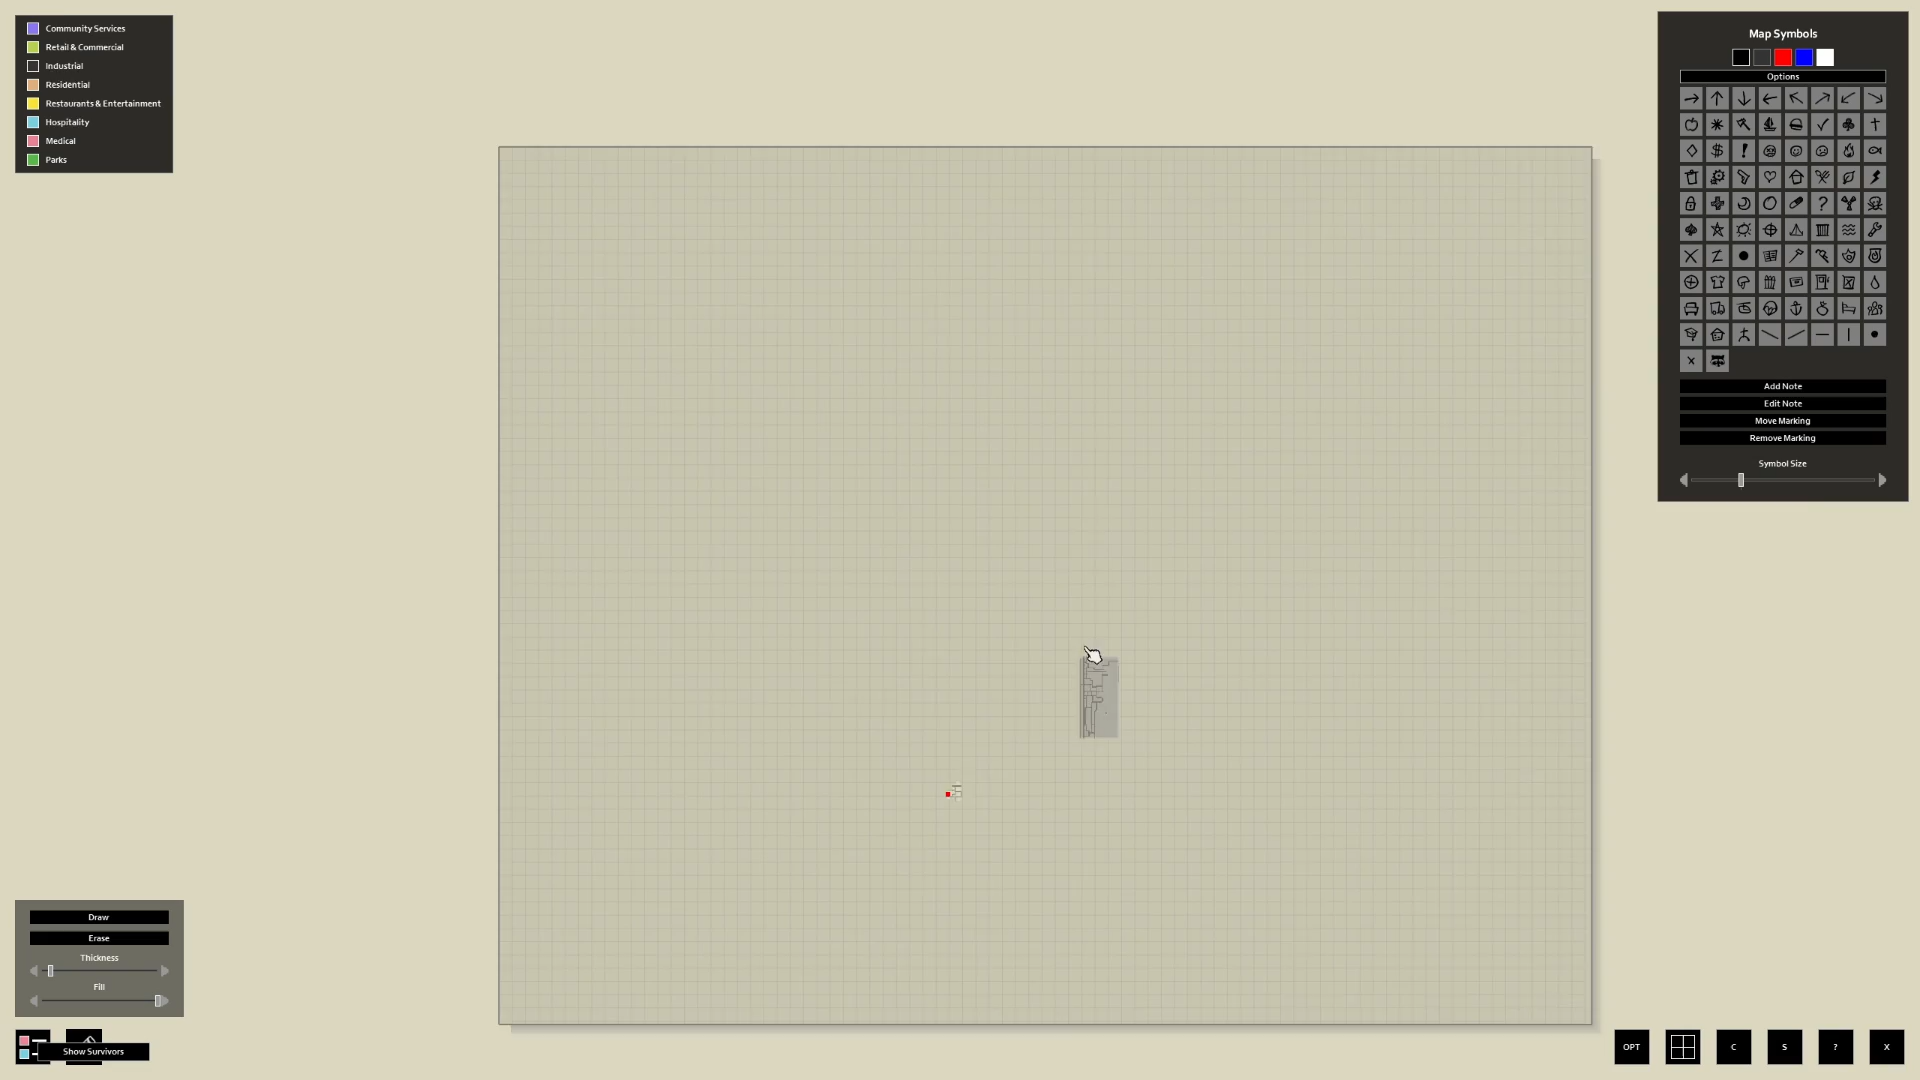 Community Services
Retail & Commercial
Industrial
Residential
Restaurants & Entertainment
Hospitality
Medical
Parks
Map Symbols
Options
Add Note
Edit Note
Move Marking
Remove Marking
Symbol Size
Draw
Erase
Thickness
Fill
Show Survivors
OPT
C
S
?
X